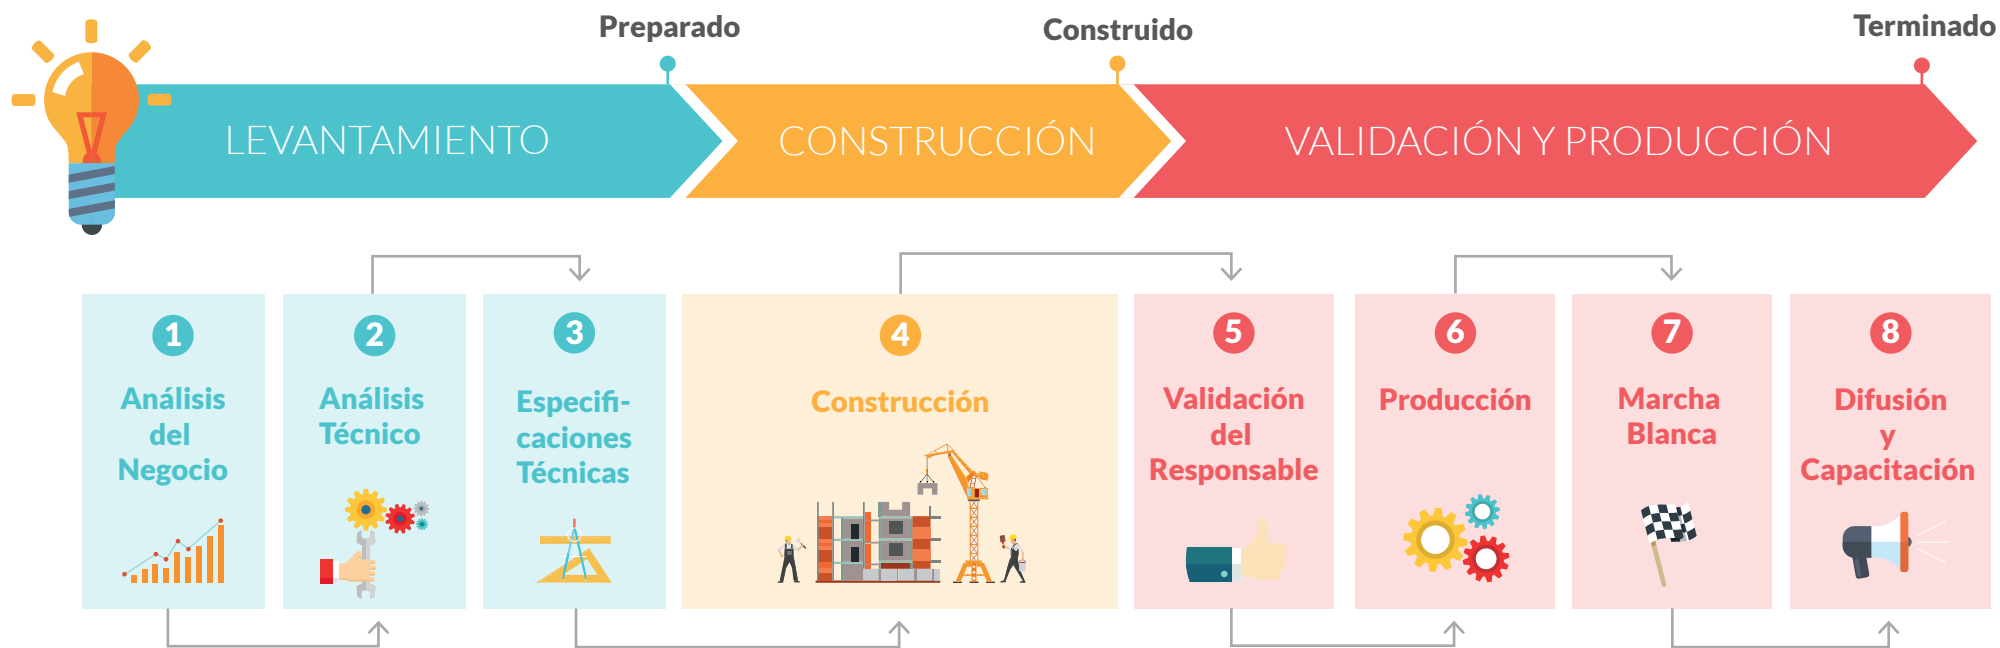 Preparado
Construido
Terminado
LEVANTAMIENTO
CONSTRUCCIÓN
VALIDACIÓN Y PRODUCCIÓN
1
Análisis
del
Negocio
2
Análisis
Técnico
3
Especifi-
caciones
Técnicas
4
Construcción
5
Validación
del
Responsable
6
Producción
7
Marcha
Blanca
8
Difusión
y
Capacitación